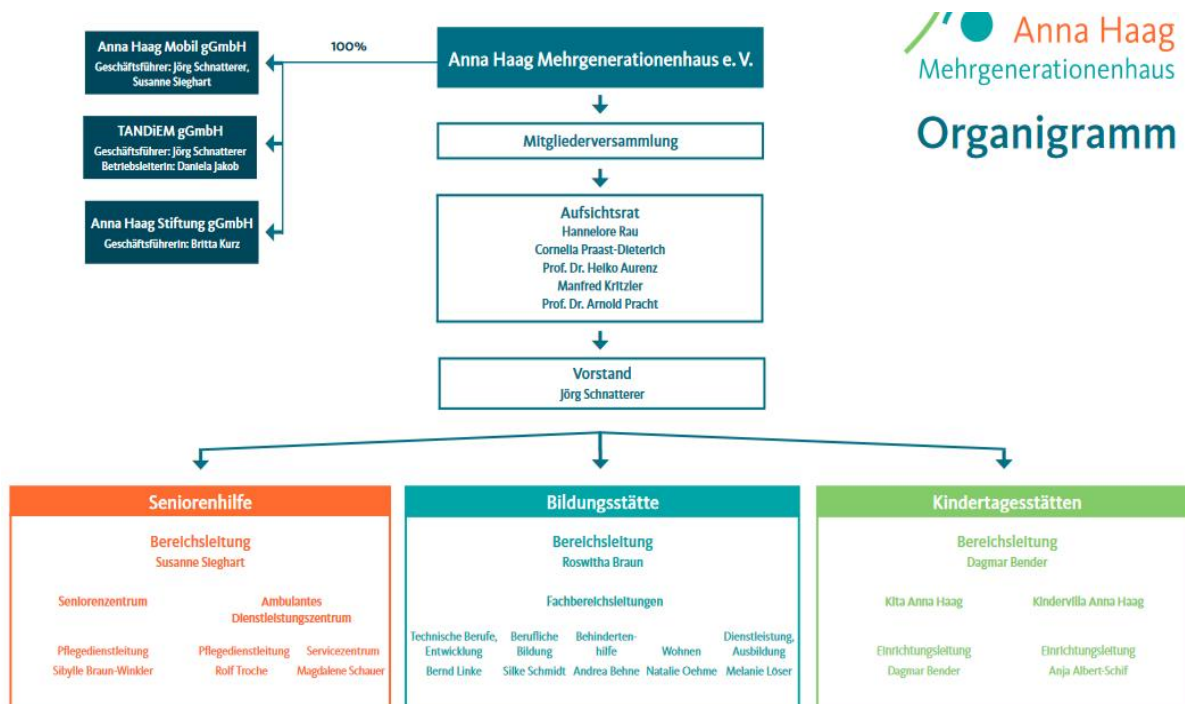 Anna Haag
Mehrgenerationenhaus
Organigramm
Anna Haag Mehrgenerationenhaus e. V.
100%
Anna Haag Mobil gGmbH
Geschäftsführer: Jörg Schnatterer,
Susanne Sieghart
TANDiEM gGmbH
Geschäftsführer: Jörg Schnatterer
Betriebsleiterin: Daniela Jakob
Anna Haag Stiftung gGmbH
Geschäftsführerin: Britta Kurz
Mitgliederversammlung
Aufsichtsrat
Hannelore Rau
Cornelia Praast-Dieterich
Prof. Dr. Heiko Aurenz
Manfred Kritzler
Prof. Dr. Arnold Pracht
Vorstand
Jörg Schnatterer
Seniorenhilfe
Bereichsleitung
Susanne Sieghart
Seniorenzentrum
Ambulantes
Dienstleistungszentrum
Pflegedienstleitung
Sibylle Braun-Winkler
Pflegedienstleitung
Rolf Troche
Servicezentrum
Magdalene Schauer
Bildungsstätte
Bereichsleitung
Roswitha Braun
Fachbereichsleitungen
Technische Berufe,
Entwicklung
Bernd Linke
Berufliche
Bildung
Silke Schmidt
Behinderten-
hilfe
Andrea Behne
Wohnen
Natalie Oehme
Dienstleistung,
Ausbildung
Melanie Löser
Kindertagesstätten
Bereichsleitung
Dagmar Bender
Kita Anna Haag
Einrichtungsleitung
Dagmar Bender
Kindervilla Anna Haag
Einrichtungsleitung
Anja Albert-Schif